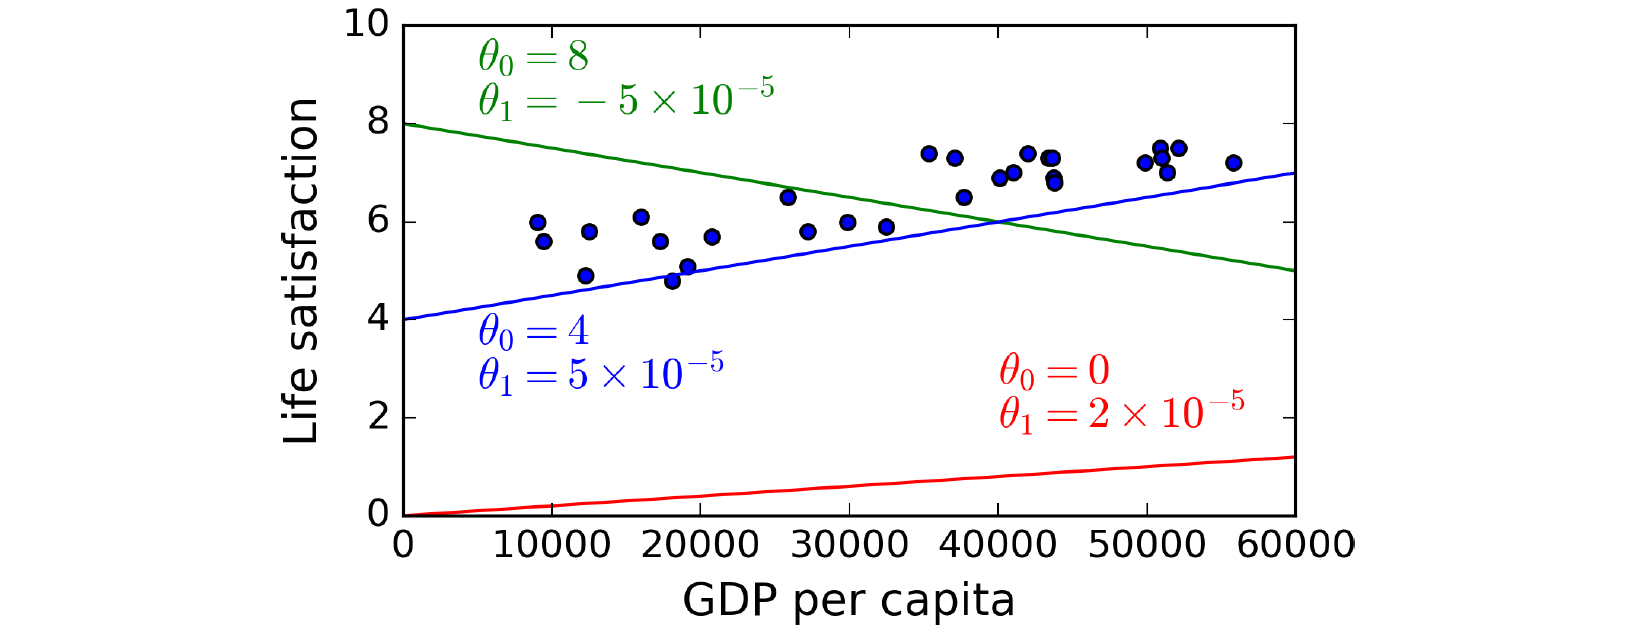 10
8
6
4
2
0
Life satisfaction
θ₀ = 8
θ₁ = − 5 × 10⁻⁵
θ₀ = 4
θ₁ = 5 × 10⁻⁵
θ₀ = 0
θ₁ = 2 × 10⁻⁵
0 10000 20000 30000 40000 50000 60000
GDP per capita